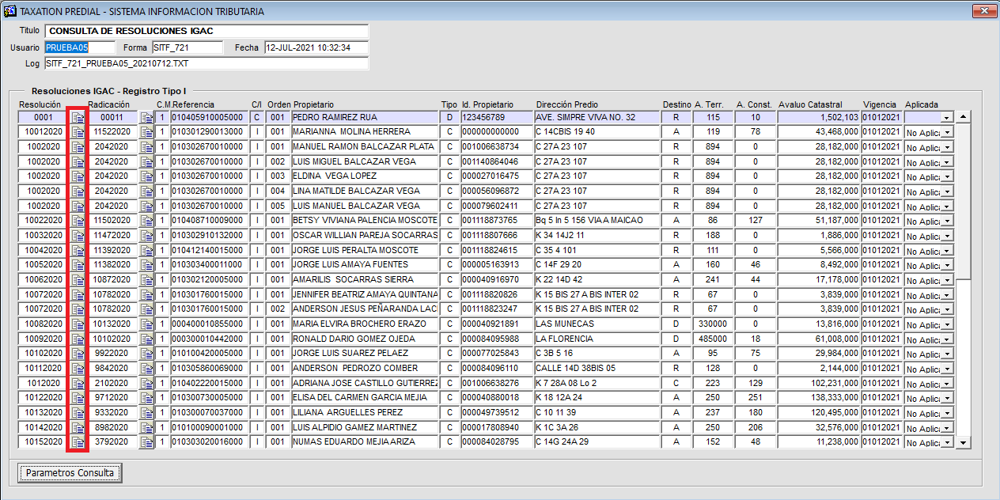 TAXATION PREDIAL - SISTEMA INFORMACION TRIBUTARIA
Titulo CONSULTA DE RESOLUCIONES IGAC
Usuario PRUEBA05 Forma SITF_721 Fecha 12-JUL-2021 10:32:34
Log SITF_721_PRUEBA05_20210712.TXT
Resoluciones IGAC - Registro Tipo I
Resolución Radicación C.M. Referencia C/I Orden Propietario Tipo Id. Propietario Dirección Predio Destino A. Terr. A. Const. Avaluo Catastral Vigencia Aplicada
0001 00011 1 010405910005000 C 001 PEDRO RAMIREZ RUA D 123456789 AVE. SIMPRE VIVA NO. 32 R 115 10 1,502,103 01012021
10012020 11522020 1 010301290013000 I 001 MARIANNA MOLINA HERRERA C 000000000000 C 14CBIS 19 40 A 119 78 43,468,000 01012021 No Aplica
1002020 2042020 1 010302670010000 I 001 MANUEL RAMON BALCAZAR PLATA C 001006638734 C 27A 23 107 R 894 0 28,182,000 01012021 No Aplica
1002020 2042020 1 010302670010000 I 002 LUIS MIGUEL BALCAZAR VEGA C 001140864046 C 27A 23 107 R 894 0 28,182,000 01012021 No Aplica
1002020 2042020 1 010302670010000 I 003 ELDINA VEGA LOPEZ C 000027016475 C 27A 23 107 R 894 0 28,182,000 01012021 No Aplica
1002020 2042020 1 010302670010000 I 004 LINA MATILDE BALCAZAR VEGA C 000056096872 C 27A 23 107 R 894 0 28,182,000 01012021 No Aplica
1002020 2042020 1 010302670010000 I 005 LUIS MANUEL BALCAZAR VEGA C 000079602411 C 27A 23 107 R 894 0 28,182,000 01012021 No Aplica
10022020 11502020 1 010408710009000 I 001 BETSY VIVIANA PALENCIA MOSCOTE C 001118873765 Bq 5 In 5 156 VIA A MAICAO A 86 127 51,187,000 01012021 No Aplica
10032020 11472020 1 010302910132000 I 001 OSCAR WILLIAN PAREJA SOCARRAS C 001118807666 K 34 14J2 11 R 188 0 1,886,000 01012021 No Aplica
10042020 11392020 1 010412140015000 I 001 JORGE LUIS PERALTA MOSCOTE C 001118824615 C 35 4 101 R 111 0 5,566,000 01012021 No Aplica
10052020 11382020 1 010303400011000 I 001 JORGE LUIS AMAYA FUENTES C 000005163913 C 14F 29 20 A 160 46 8,492,000 01012021 No Aplica
10062020 10872020 1 010302120005000 I 001 AMARILIS SOCARRAS SIERRA C 000040916970 K 22 14D 42 A 241 44 17,178,000 01012021 No Aplica
10072020 10782020 1 010301760015000 I 001 JENNIFER BEATRIZ AMAYA QUINTANA C 001118820826 K 15 BIS 27 A BIS INTER 02 R 67 0 3,839,000 01012021 No Aplica
10072020 10782020 1 010301760015000 I 002 ANDERSON JESUS PEÑARANDA LAC C 001118823247 K 15 BIS 27 A BIS INTER 02 R 67 0 3,839,000 01012021 No Aplica
10082020 10132020 1 000400010855000 I 001 MARIA ELVIRA BROCHERO ERAZO C 000040921891 LAS MUNECAS D 330000 0 13,816,000 01012021 No Aplica
10092020 10102020 1 000300010442000 I 001 RONALD DARIO GOMEZ OJEDA C 000084095988 LA FLORENCIA D 485000 18 61,008,000 01012021 No Aplica
10102020 9922020 1 010100420005000 I 001 JORGE LUIS SUAREZ PELAEZ C 000077025843 C 3B 5 16 A 95 75 29,984,000 01012021 No Aplica
10112020 9842020 1 010305860069000 I 001 ANDERSON PEDROZO COMBER C 000084096110 CALLE 14D 38BIS 05 R 128 0 2,144,000 01012021 No Aplica
1012020 2102020 1 010402220015000 I 001 ADRIANA JOSE CASTILLO GUTIERREZ C 001006638276 K 7 28A 08 Lo 2 C 223 129 102,231,000 01012021 No Aplica
10122020 9712020 1 010300730005000 I 001 ELISA DEL CARMEN GARCIA MEJIA C 000040880018 K 18 12A 24 A 250 251 138,333,000 01012021 No Aplica
10132020 9332020 1 010300070037000 I 001 LILIANA ARGUELLES PEREZ C 000049739512 C 10 11 39 A 237 180 120,495,000 01012021 No Aplica
10142020 8982020 1 010100090001000 I 001 LUIS ALPIDIO GAMEZ MARTINEZ C 000017808940 K 1C 3A 26 A 250 206 32,576,000 01012021 No Aplica
10152020 3792020 1 010303020016000 I 001 NUMAS EDUARDO MEJIA ARIZA C 000084028795 C 14G 24A 29 A 152 48 11,238,000 01012021 No Aplica
Parametros Consulta